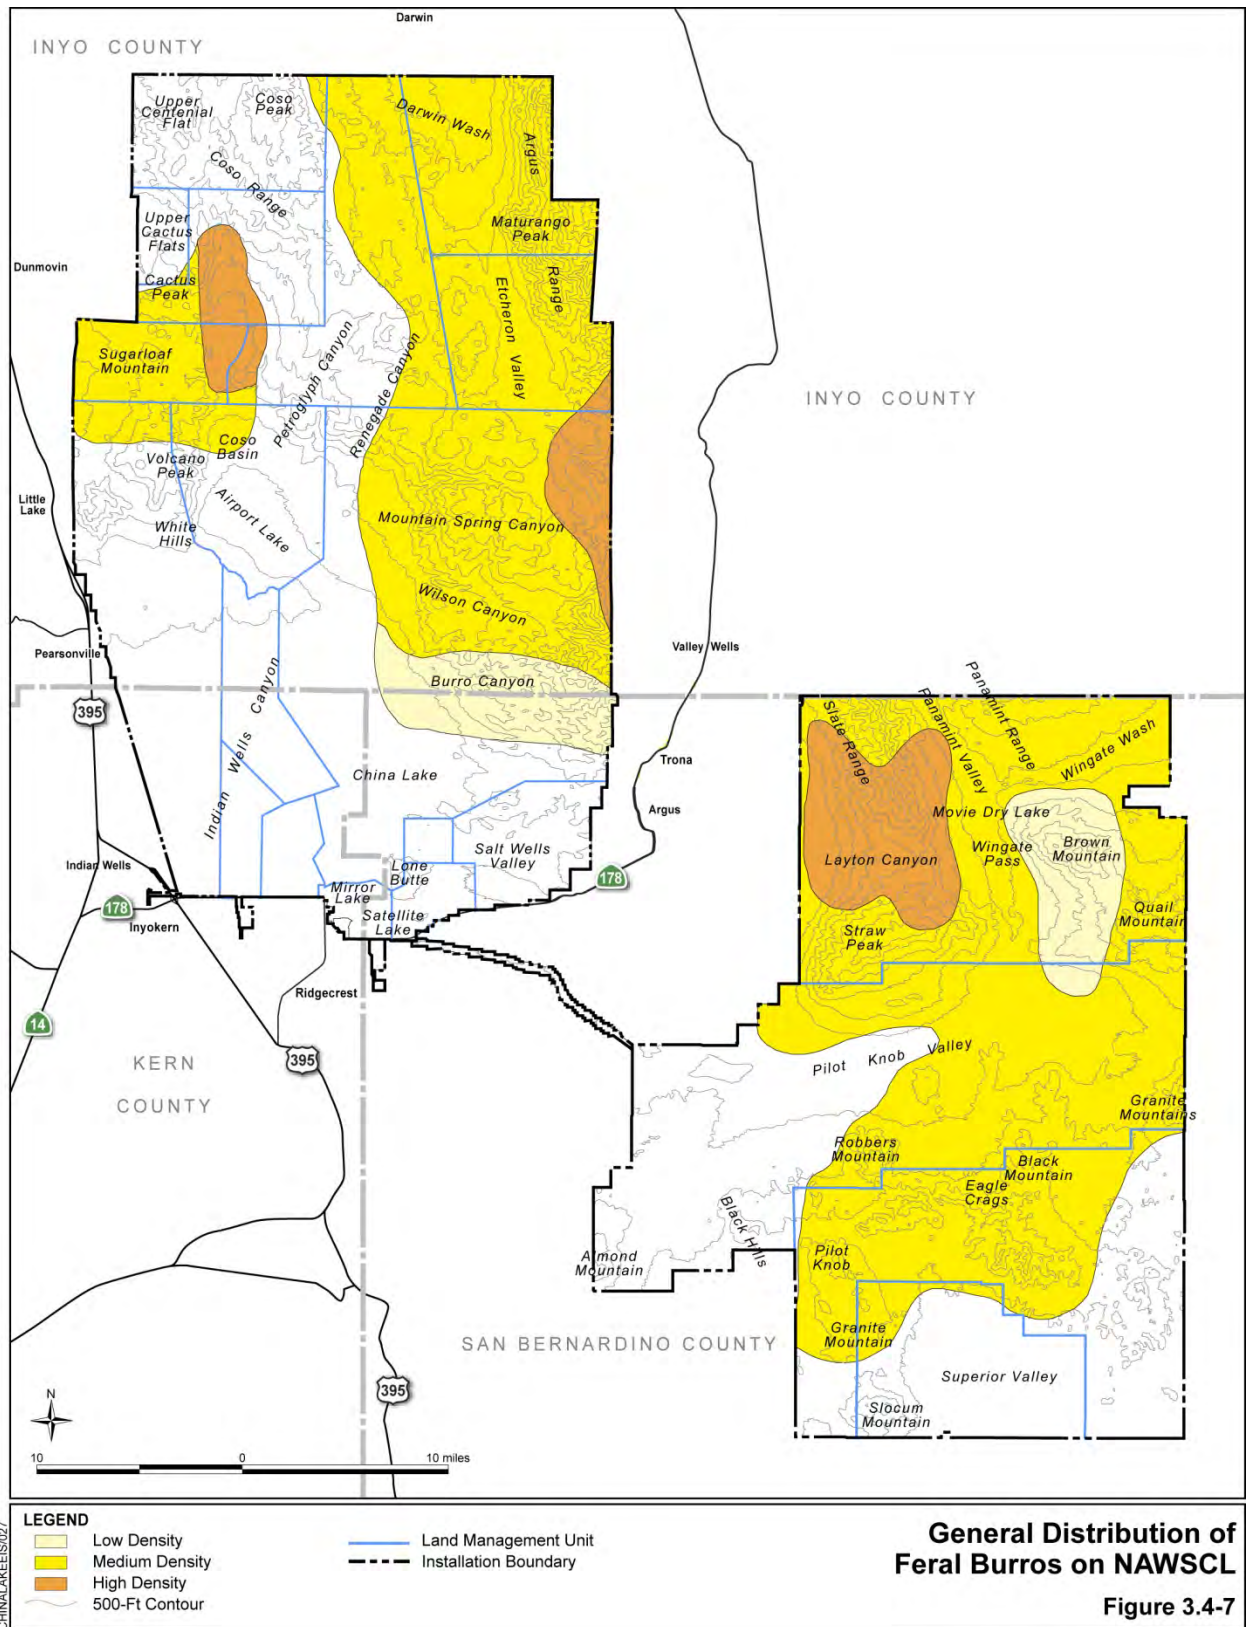 Darwin
INYO COUNTY
Upper
Centenial
Flat
Coso
Peak
Darwin Wash
Argus
Coso Range
Upper
Cactus
Flats
Maturango
Peak
Dunmovin
Cactus
Peak
Etcheron Valley
Range
Sugarloaf
Mountain
Petroglyph Canyon
Renegade Canyon
INYO COUNTY
Coso
Basin
Volcano
Peak
Little
Lake
Airport Lake
White
Hills
Mountain Spring Canyon
Wilson Canyon
Pearsonville
Valley Wells
Burro Canyon
395
Indian Wells Canyon
Slate Range
Panamint Valley
Panamint Range
Wingate Wash
China Lake
Trona
Argus
Movie Dry Lake
Wingate
Pass
Brown
Mountain
Layton Canyon
Indian Wells
Salt Wells
Valley
Lone
Butte
178
Mirror
Lake
178
Inyokern
Satellite
Lake
Quail
Mountain
Straw
Peak
Ridgecrest
14
395
KERN
COUNTY
Pilot Knob Valley
Granite
Mountains
Robbers
Mountain
Black
Mountain
Eagle
Crags
Black Hills
Almond
Mountain
Pilot
Knob
Granite
Mountain
SAN BERNARDINO COUNTY
Superior Valley
395
Slocum
Mountain
N
10 0 10 miles
LEGEND
Low Density
Medium Density
High Density
500-Ft Contour
Land Management Unit
Installation Boundary
General Distribution of
Feral Burros on NAWSCL
Figure 3.4-7
CHINALAKEEIS/027